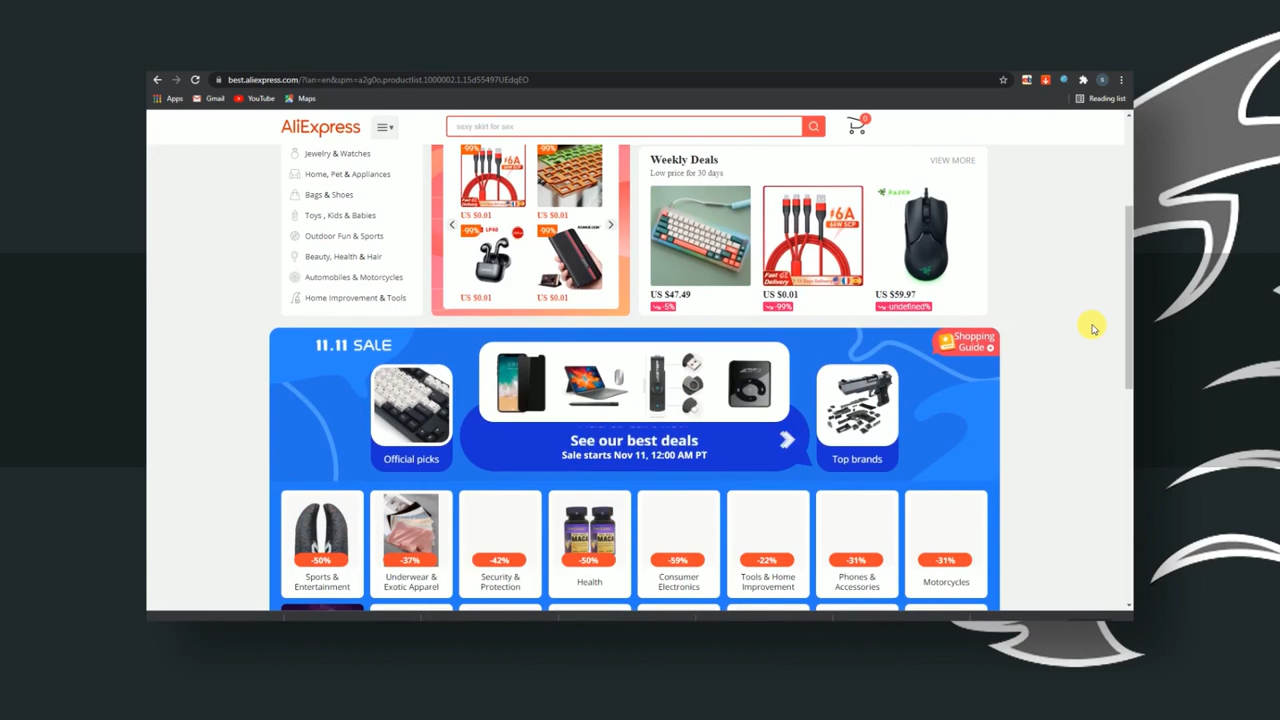 best.aliexpress.com/?lan=en&spm=a2g0o.productlist.1000002.1.15d55497UEdqEO
Apps Gmail YouTube Maps Reading list
AliExpress
sexy skirt for sex
0
Jewelry & Watches
Home, Pet & Appliances
Bags & Shoes
Toys , Kids & Babies
Outdoor Fun & Sports
Beauty, Health & Hair
Automobiles & Motorcycles
Home Improvement & Tools
-99% 6A -99%
US $0.01 US $0.01
-99% LP40 -99%
US $0.01 US $0.01
Weekly Deals VIEW MORE
Low price for 30 days
6A
66W SCP
RAZER
US $47.49 US $0.01 US $59.97
-5% -99% -undefined%
11.11 SALE
Shopping
Guide
See our best deals
Sale starts Nov 11, 12:00 AM PT
Official picks
Top brands
MACA
-50% -37% -42% -50% -59% -22% -31% -31%
Sports &
Entertainment
Underwear &
Exotic Apparel
Security &
Protection
Health
Consumer
Electronics
Tools & Home
Improvement
Phones &
Accessories
Motorcycles